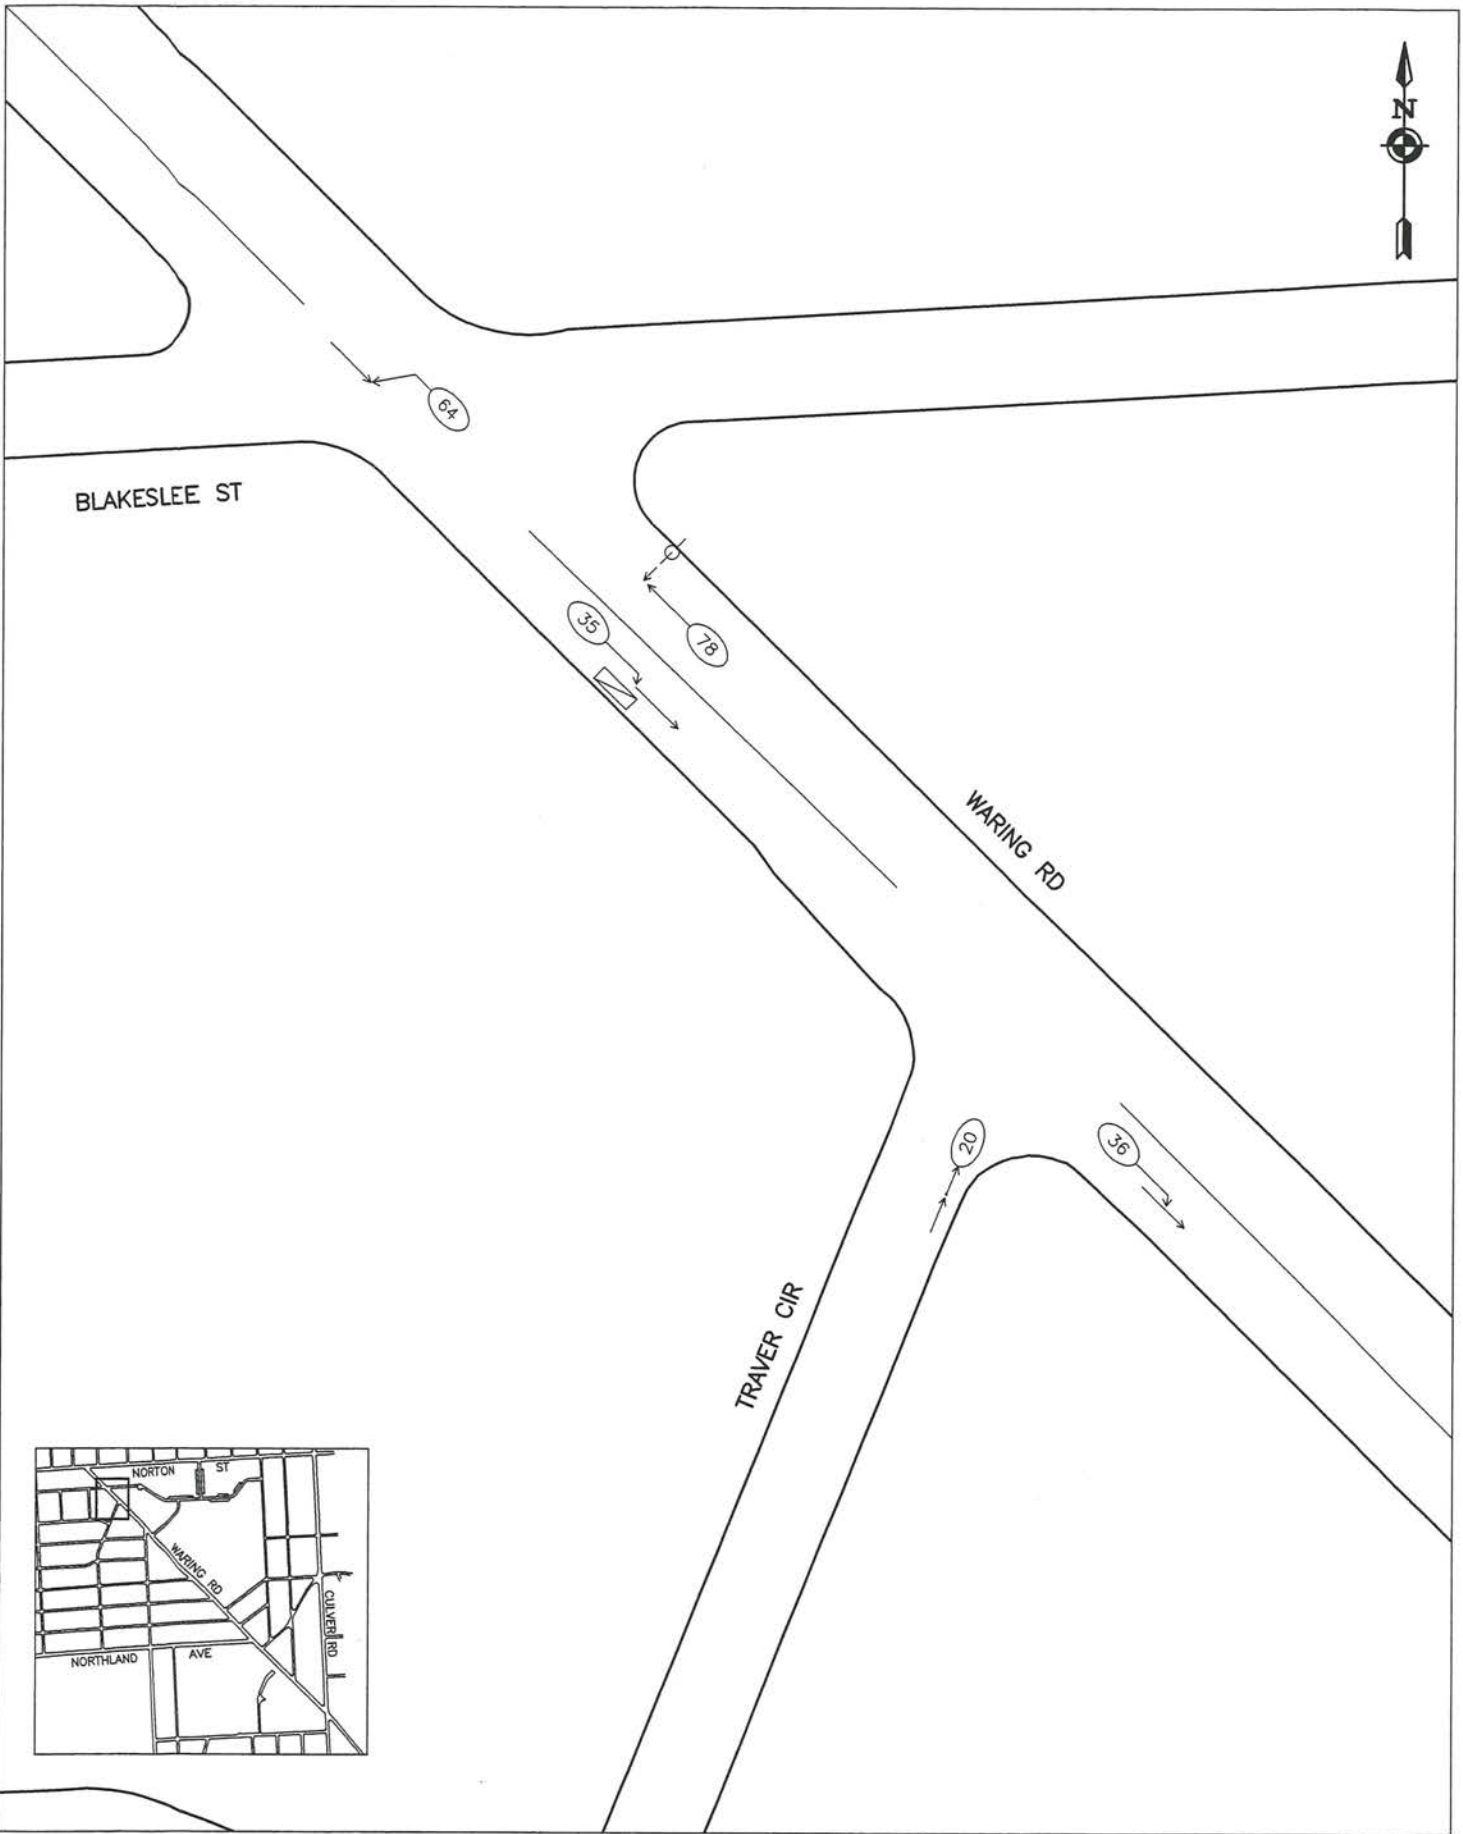 N
64
BLAKESLEE ST
35
78
WARING RD
20
36
TRAVER CIR
NORTON ST
WARING RD
CULVER RD
NORTHLAND AVE